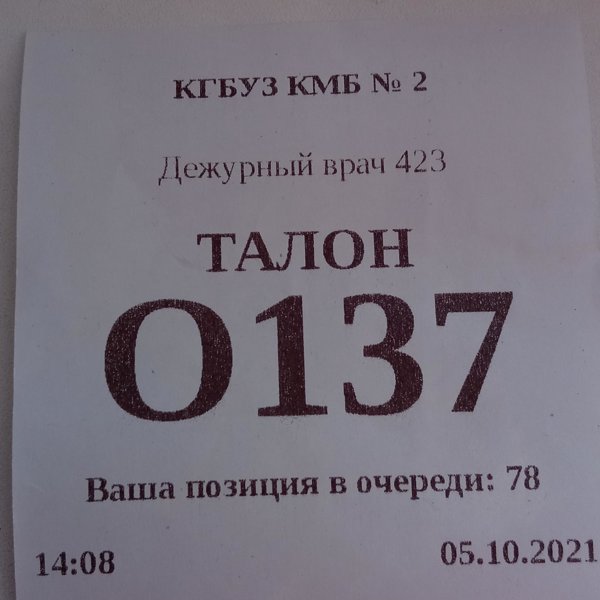 КГБУЗ КМБ № 2
Дежурный врач 423
ТАЛОН
О137
Ваша позиция в очереди: 78
14:08 05.10.2021